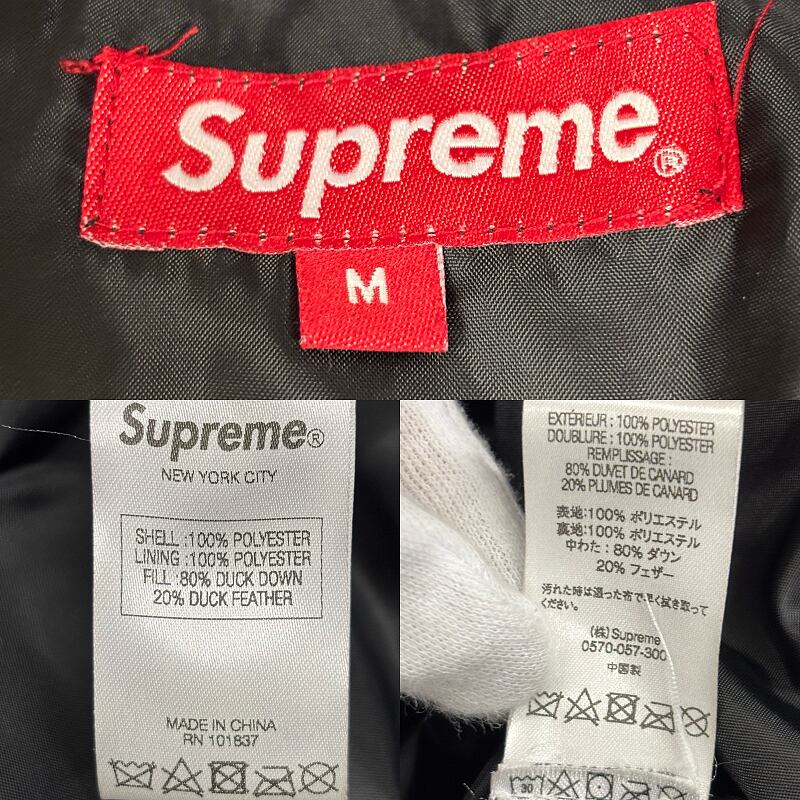 Supreme®
M
Supreme®
NEW YORK CITY
SHELL :100% POLYESTER
LINING :100% POLYESTER
FILL :80% DUCK DOWN
20% DUCK FEATHER
MADE IN CHINA
RN 101837
EXTÉRIEUR : 100% POLYESTER
DOUBLURE : 100% POLYESTER
REMPLISSAGE :
80% DUVET DE CANARD
20% PLUMES DE CANARD
表地:100% ポリエステル
裏地:100% ポリエステル
中わた : 80% ダウン
20% フェザー
汚れた時は湿った布で早く拭き取って
ください。
(株) Supreme
0570-057-300
中国製
30